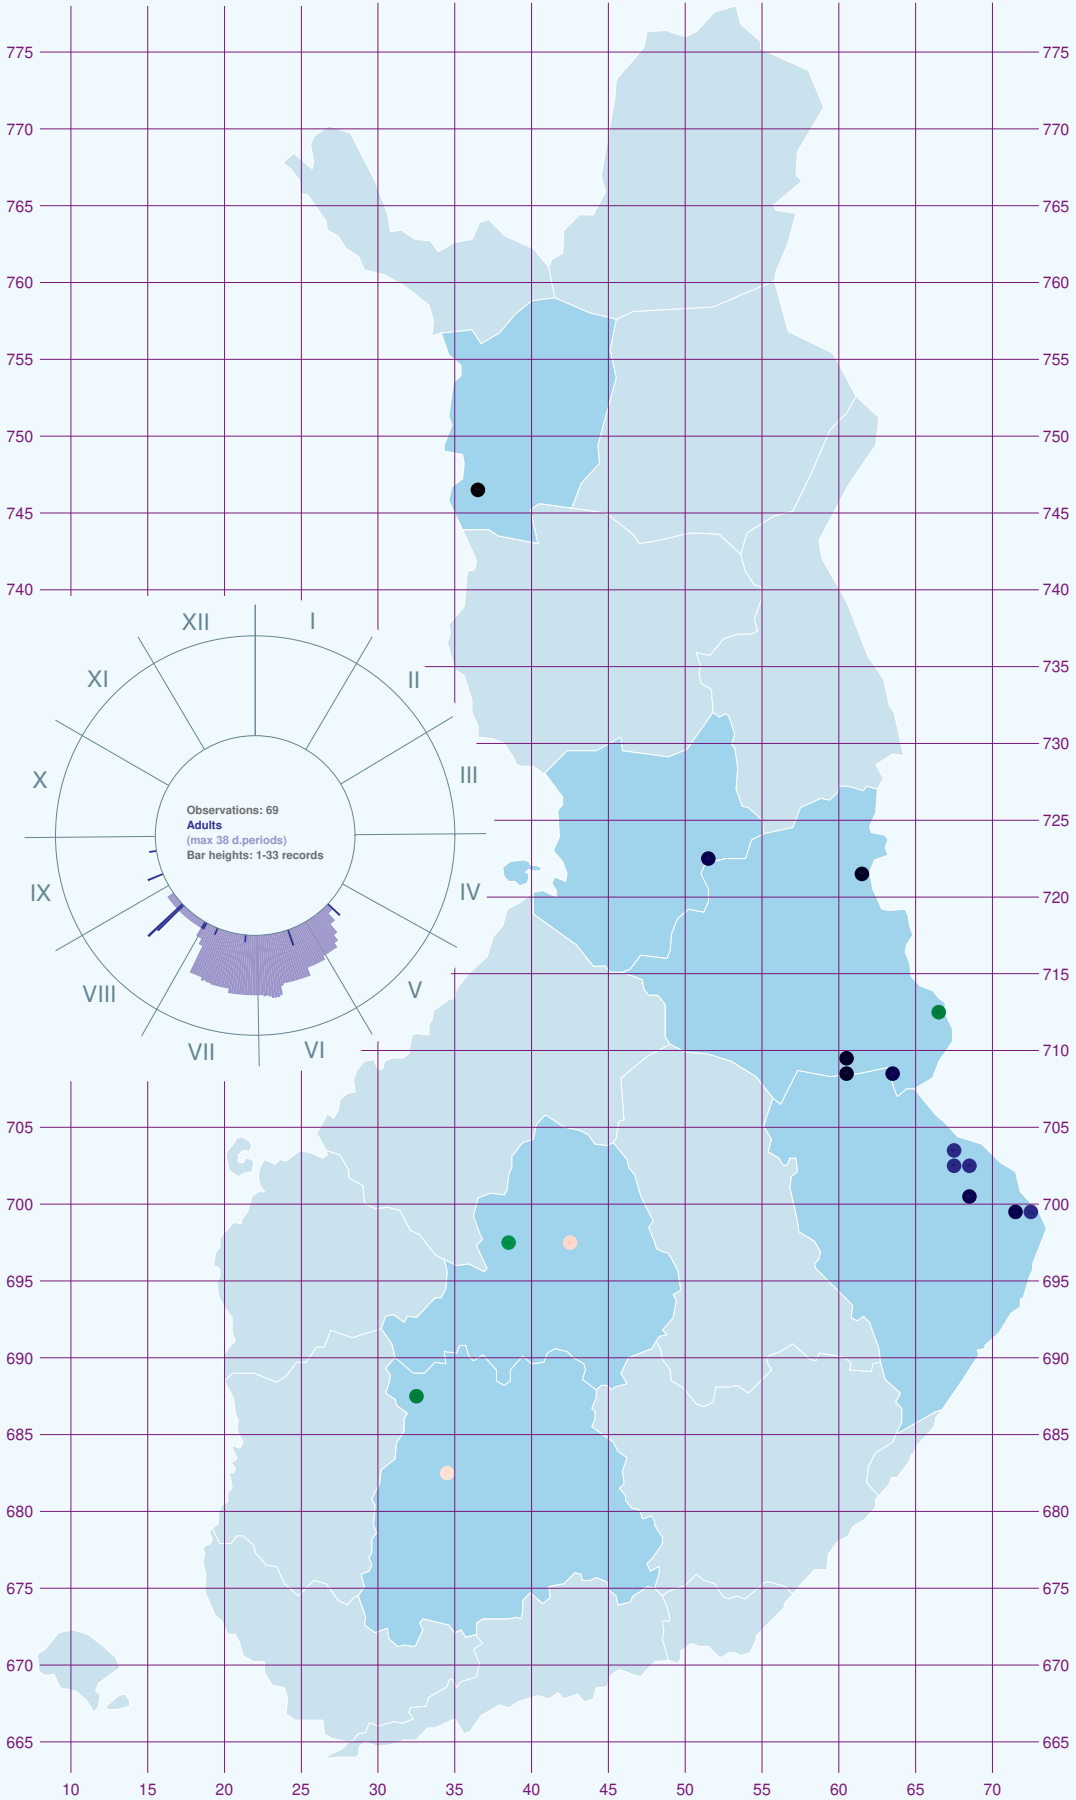 775 775
770 770
765 765
760 760
755 755
750 750
745 745
740 740
XII I
XI II
735 735
730 730
X III
Observations: 69
Adults
(max 38 d.periods)
Bar heights: 1-33 records
725 725
IX IV
720 720
VIII V
715 715
VII VI
710 710
705 705
700 700
695 695
690 690
685 685
680 680
675 675
670 670
665 665
10 15 20 25 30 35 40 45 50 55 60 65 70